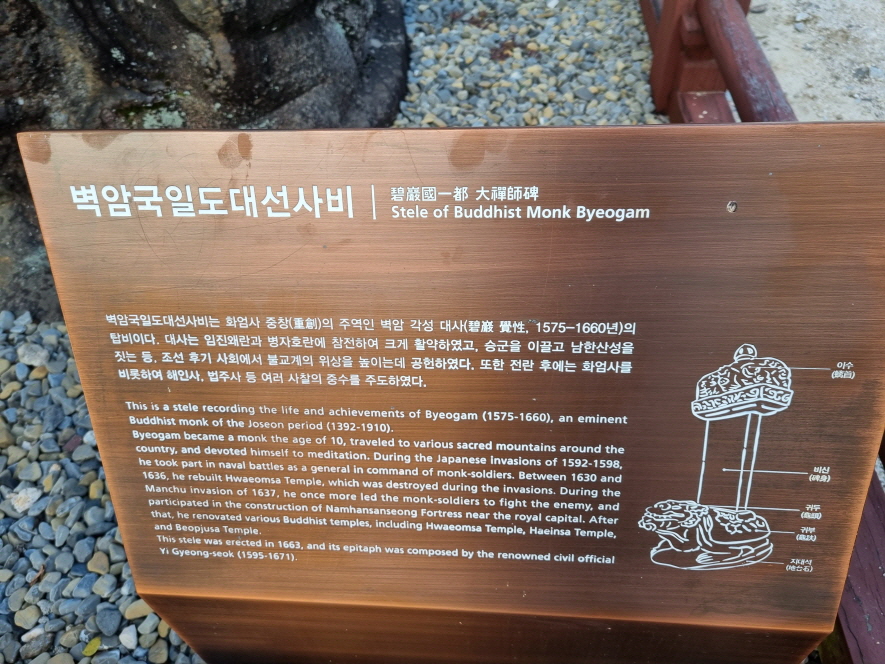 벽암국일도대선사비
碧巖國一都 大禪師碑
Stele of Buddhist Monk Byeogam
벽암국일도대선사비는 화엄사 중창(重創)의 주역인 벽암 각성 대사(碧巖 覺性, 1575-1660년)의
탑비이다. 대사는 임진왜란과 병자호란에 참전하여 크게 활약하였고, 승군을 이끌고 남한산성을
짓는 등, 조선 후기 사회에서 불교계의 위상을 높이는데 공헌하였다. 또한 전란 후에는 화엄사를
비롯하여 해인사, 법주사 등 여러 사찰의 중수를 주도하였다.
This is a stele recording the life and achievements of Byeogam (1575-1660), an eminent
Buddhist monk of the Joseon period (1392-1910).
Byeogam became a monk the age of 10, traveled to various sacred mountains around the
country, and devoted himself to meditation. During the Japanese invasions of 1592-1598,
he took part in naval battles as a general in command of monk-soldiers. Between 1630 and
1636, he rebuilt Hwaeomsa Temple, which was destroyed during the invasions. During the
Manchu invasion of 1637, he once more led the monk-soldiers to fight the enemy, and
participated in the construction of Namhansanseong Fortress near the royal capital. After
that, he renovated various Buddhist temples, including Hwaeomsa Temple, Haeinsa Temple,
and Beopjusa Temple.
This stele was erected in 1663, and its epitaph was composed by the renowned civil official
Yi Gyeong-seok (1595-1671).
이수
(螭首)
비신
(碑身)
귀두
(龜頭)
귀부
(龜趺)
지대석
(地台石)